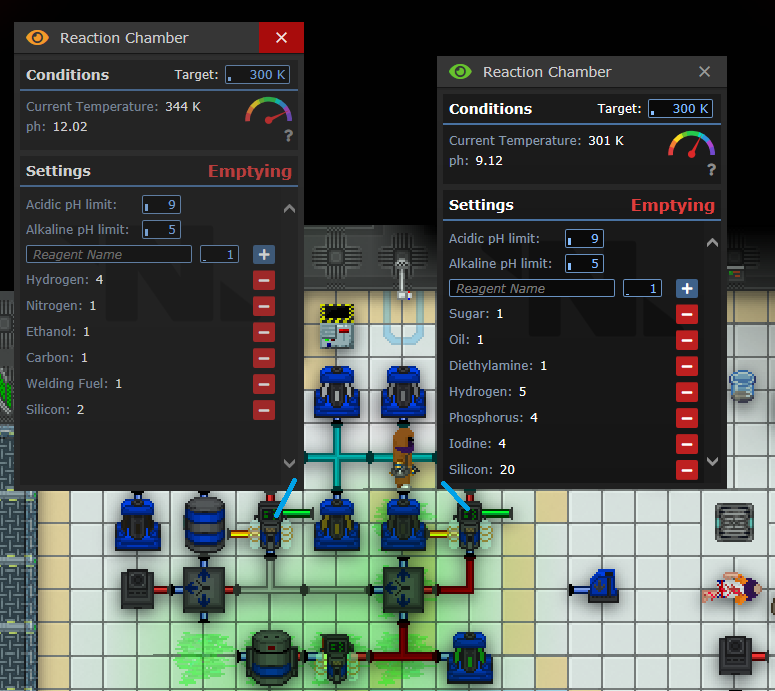 Reaction Chamber
Conditions Target: 300 K
Current Temperature: 344 K
ph: 12.02
?
Settings Emptying
Acidic pH limit: 9
Alkaline pH limit: 5
Reagent Name 1 +
Hydrogen: 4
Nitrogen: 1
Ethanol: 1
Carbon: 1
Welding Fuel: 1
Silicon: 2
Reaction Chamber
Conditions Target: 300 K
Current Temperature: 301 K
ph: 9.12
?
Settings Emptying
Acidic pH limit: 9
Alkaline pH limit: 5
Reagent Name 1 +
Sugar: 1
Oil: 1
Diethylamine: 1
Hydrogen: 5
Phosphorus: 4
Iodine: 4
Silicon: 20